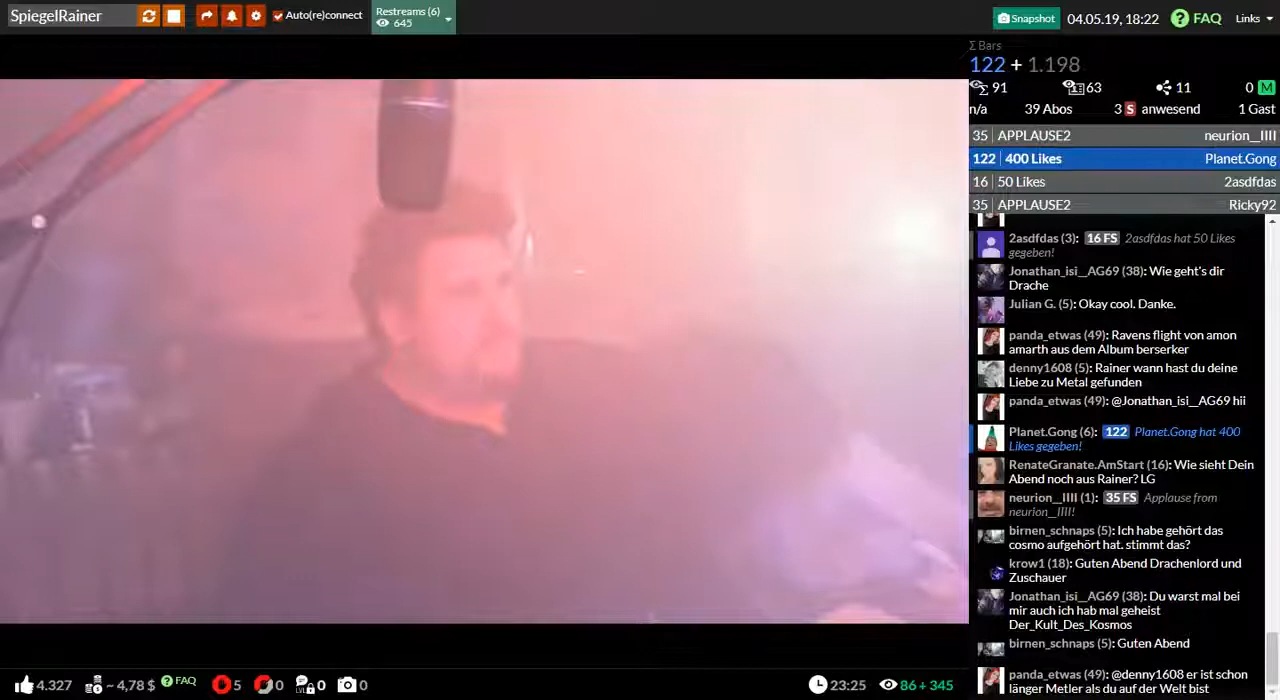 SpiegelRainer
Auto(re)connect
Restreams (6)
645
Snapshot
04.05.19, 18:22
FAQ
Links
Σ Bars
122 + 1.198
91
63
11
0 M
n/a
39 Abos
3 S anwesend
1 Gast
35 APPLAUSE2 neurion__IIII
122 400 Likes Planet.Gong
16 50 Likes 2asdfdas
35 APPLAUSE2 Ricky92
2asdfdas (3): 16 FS 2asdfdas hat 50 Likes
gegeben!
Jonathan_isi__AG69 (38): Wie geht's dir
Drache
Julian G. (5): Okay cool. Danke.
panda_etwas (49): Ravens flight von amon
amarth aus dem Album berserker
denny1608 (5): Rainer wann hast du deine
Liebe zu Metal gefunden
panda_etwas (49): @Jonathan_isi__AG69 hii
Planet.Gong (6): 122 Planet.Gong hat 400
Likes gegeben!
RenateGranate.AmStart (16): Wie sieht Dein
Abend noch aus Rainer? LG
neurion__IIII (1): 35 FS Applause from
neurion__IIII!
birnen_schnaps (5): Ich habe gehört das
cosmo aufgehört hat. stimmt das?
krow1 (18): Guten Abend Drachenlord und
Zuschauer
Jonathan_isi__AG69 (38): Du warst mal bei
mir auch ich hab mal geheist
Der_Kult_Des_Kosmos
birnen_schnaps (5): Guten Abend
panda_etwas (49): @denny1608 er ist schon
länger Metler als du auf der Welt bist
4.327
~ 4,78 $
FAQ
5
0
LVL
0
0
23:25
86 + 345